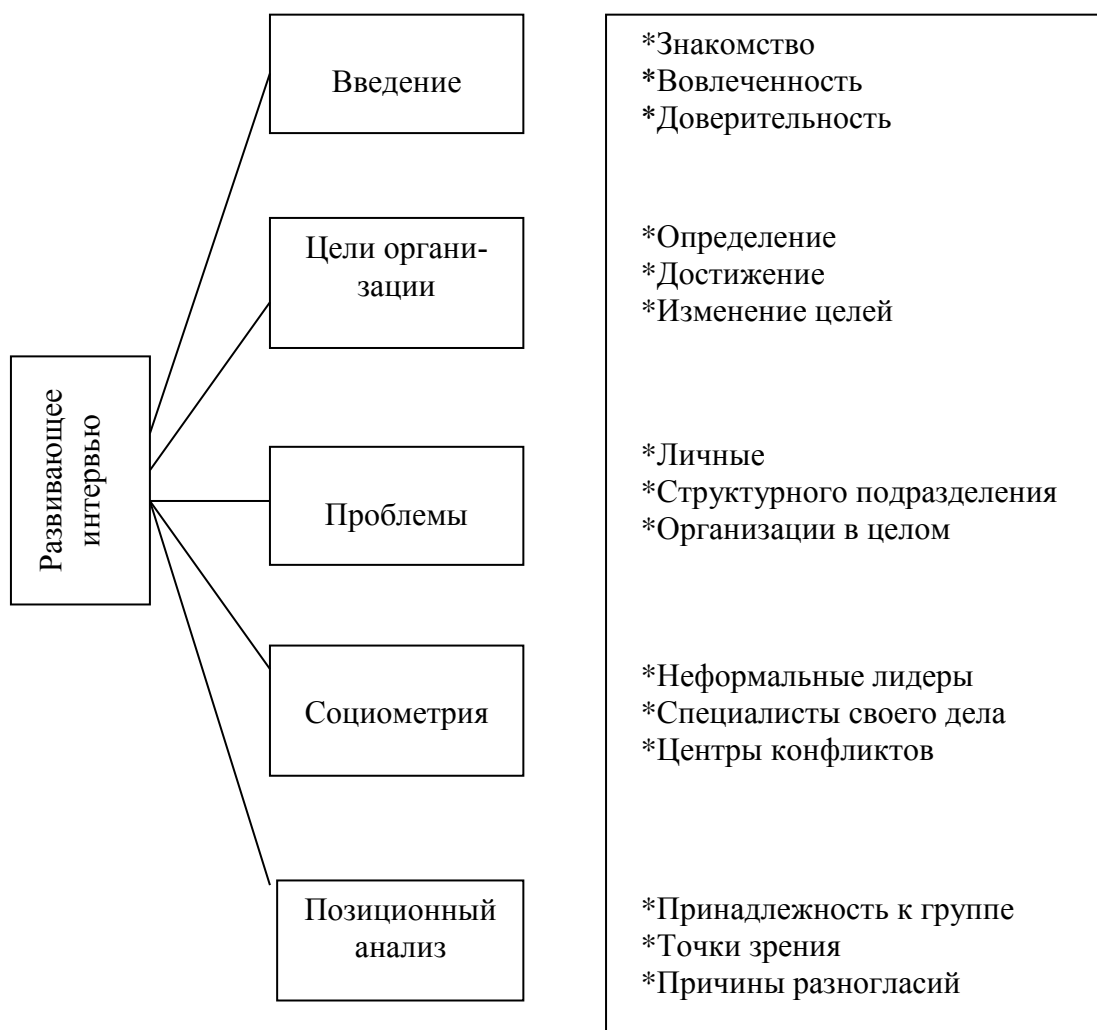 Развивающее
интервью
Введение
*Знакомство
*Вовлеченность
*Доверительность
Цели органи-
зации
*Определение
*Достижение
*Изменение целей
Проблемы
*Личные
*Структурного подразделения
*Организации в целом
Социометрия
*Неформальные лидеры
*Специалисты своего дела
*Центры конфликтов
Позиционный
анализ
*Принадлежность к группе
*Точки зрения
*Причины разногласий